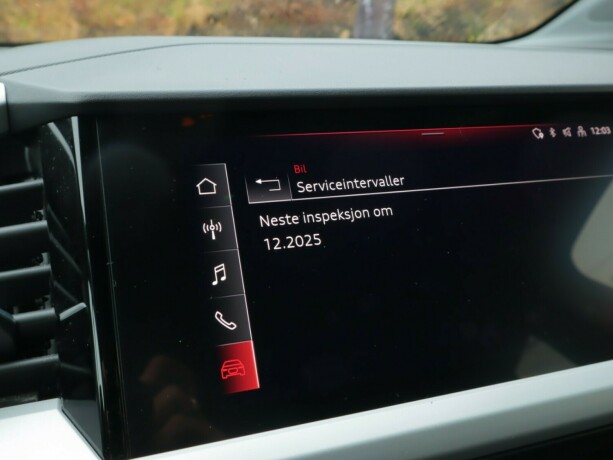 12:03
Bil
Serviceintervaller
Neste inspeksjon om
12.2025